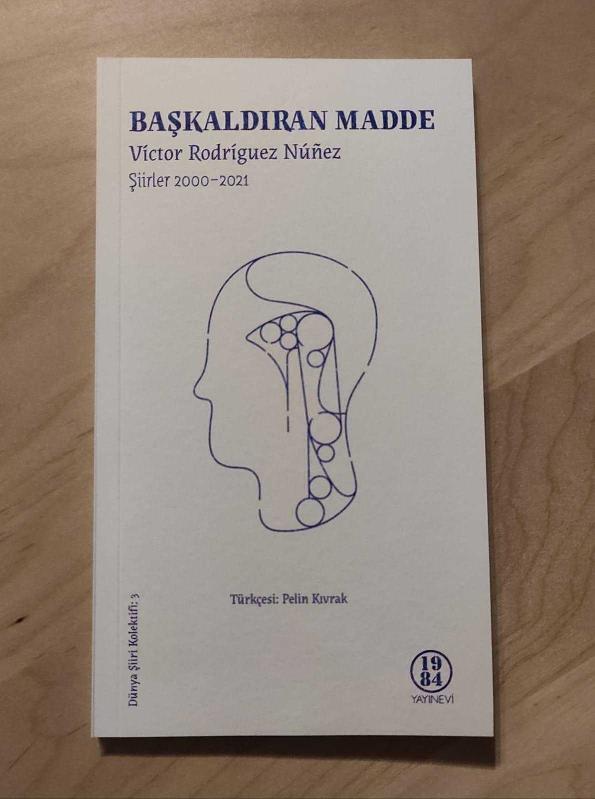 BAŞKALDIRAN MADDE
Víctor Rodríguez Núñez
Şiirler 2000–2021
Türkçesi: Pelin Kıvrak
Dünya Şiiri Kolektifi: 3
19
84
YAYINEVİ